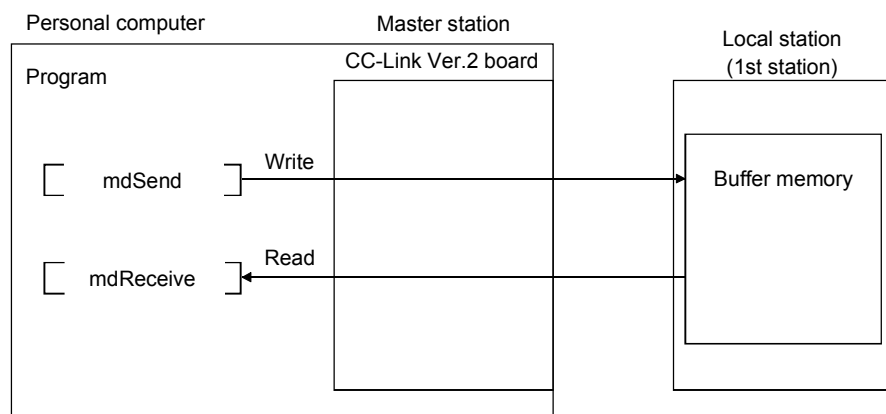 Personal computer
Master station
Local station
(1st station)
CC-Link Ver.2 board
Program
Write
mdSend
Buffer memory
Read
mdReceive